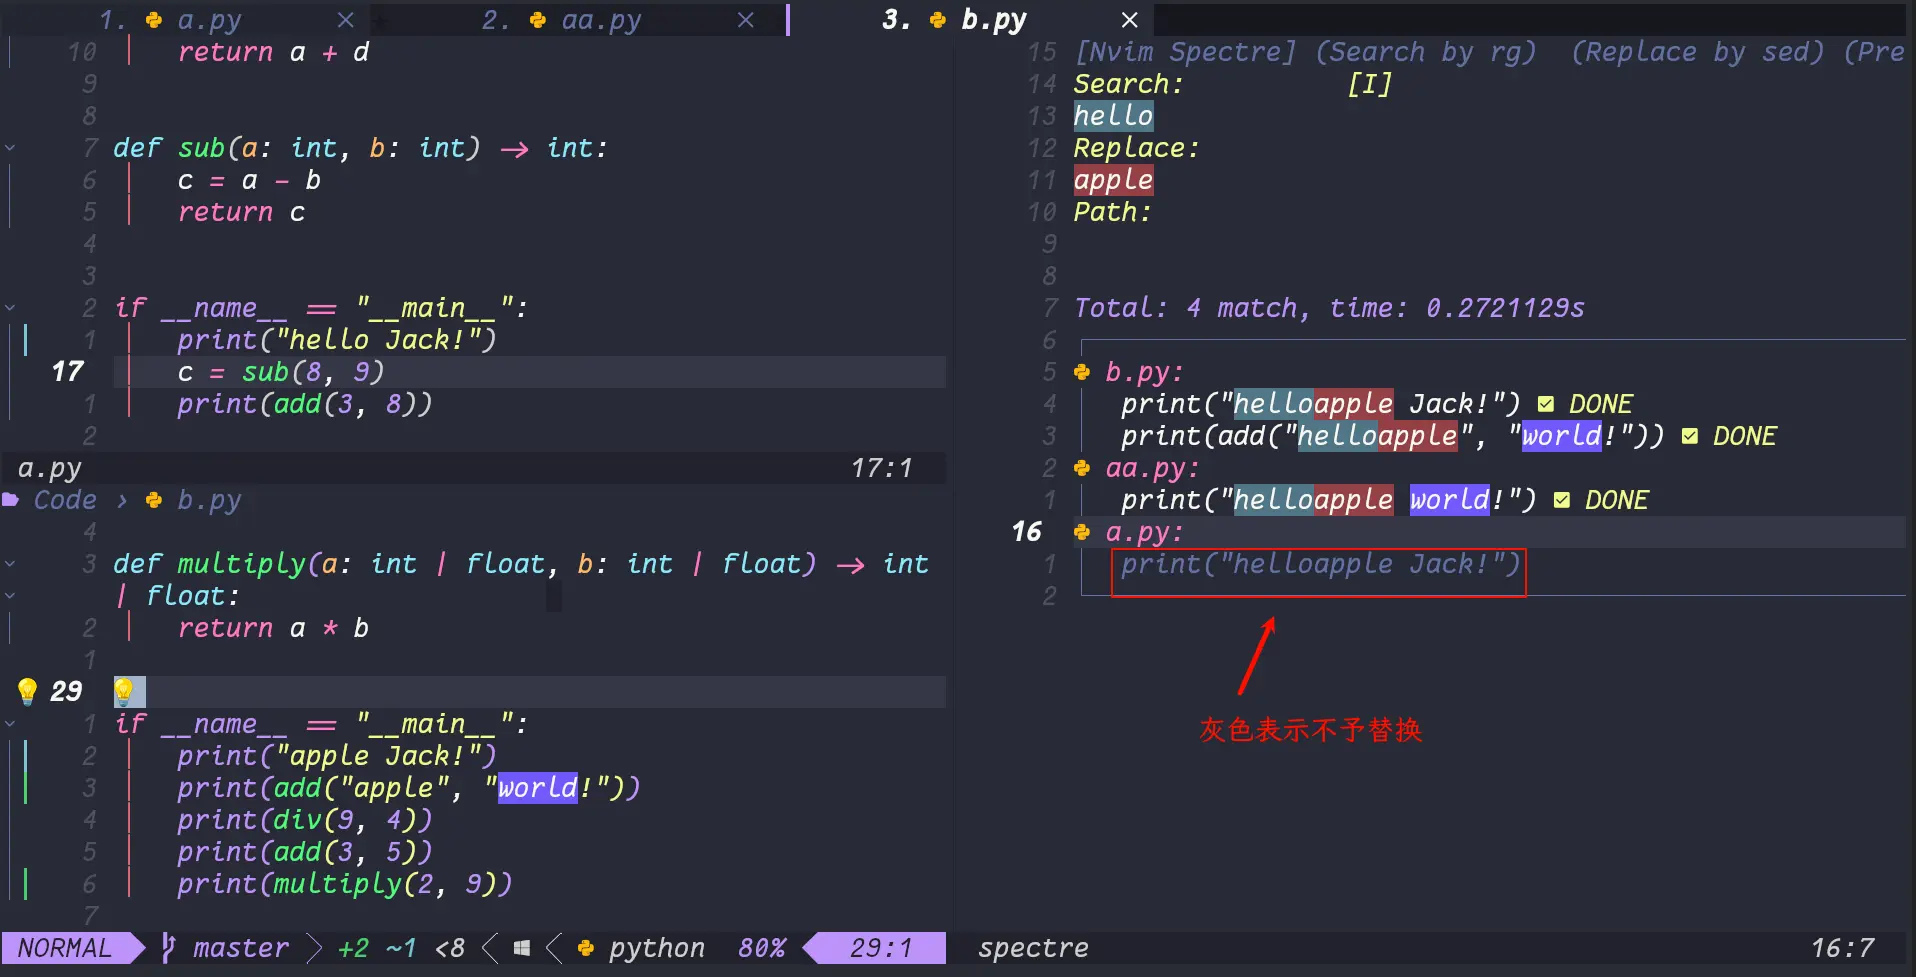 1. a.py ×
2. aa.py ×
3. b.py ×
10 return a + d
9
8
7 def sub(a: int, b: int) -> int:
6 c = a - b
5 return c
4
3
2 if __name__ == "__main__":
1 print("hello Jack!")
17 c = sub(8, 9)
1 print(add(3, 8))
2
a.py 17:1
Code › b.py
4
3 def multiply(a: int | float, b: int | float) -> int
| float:
2 return a * b
1
29
1 if __name__ == "__main__":
2 print("apple Jack!")
3 print(add("apple", "world!"))
4 print(div(9, 4))
5 print(add(3, 5))
6 print(multiply(2, 9))
7
NORMAL master +2 ~1 <8 python 80% 29:1
15 [Nvim Spectre] (Search by rg) (Replace by sed) (Pre
14 Search: [I]
13 hello
12 Replace:
11 apple
10 Path:
9
8
7 Total: 4 match, time: 0.2721129s
6
5 b.py:
4 print("helloapple Jack!") ✅ DONE
3 print(add("helloapple", "world!")) ✅ DONE
2 aa.py:
1 print("helloapple world!") ✅ DONE
16 a.py:
1 print("helloapple Jack!")
2
灰色表示不予替换
spectre 16:7